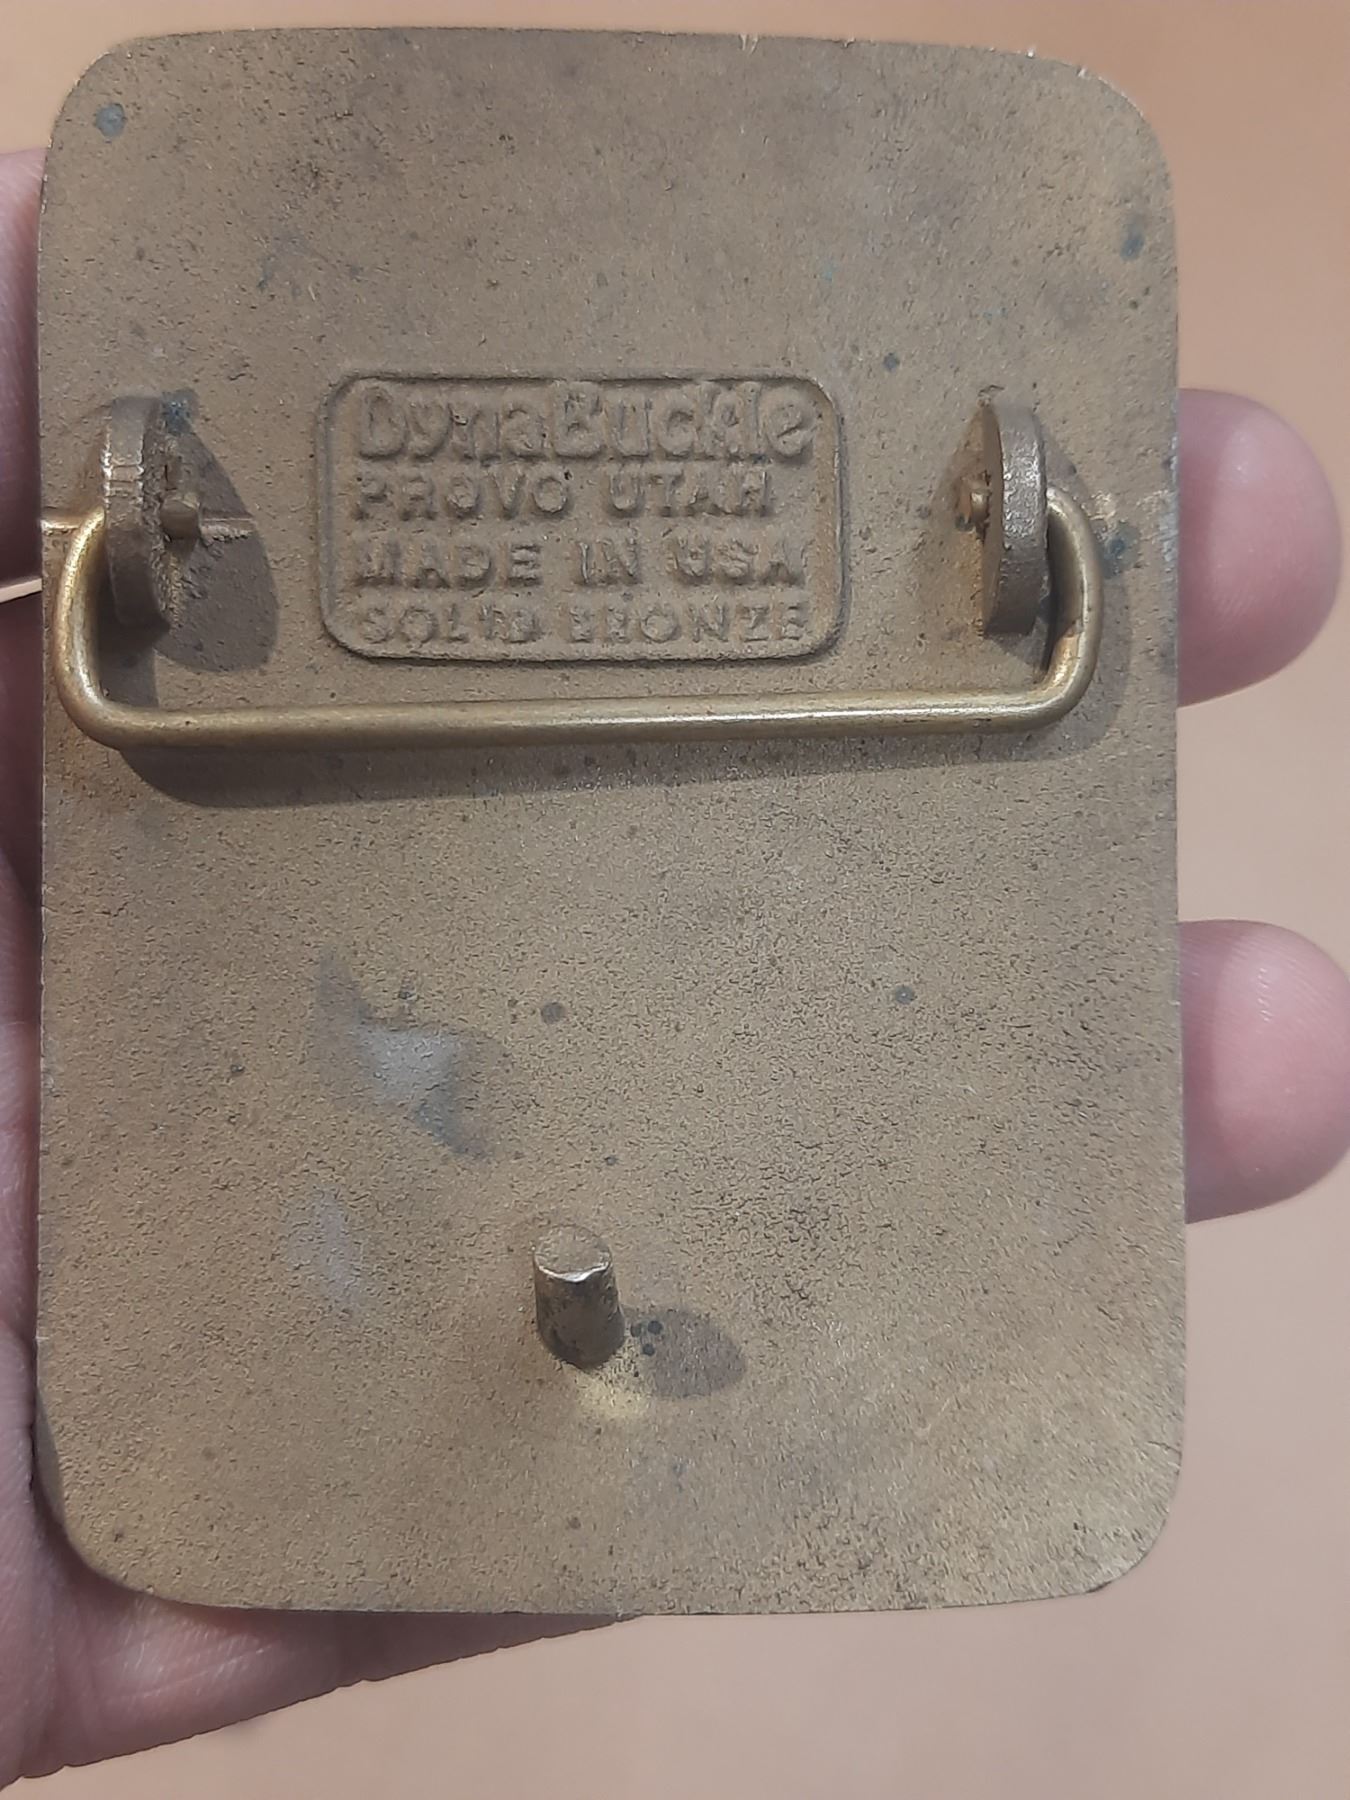 DynaBuckle
PROVO UTAH
MADE IN USA
SOLID BRONZE